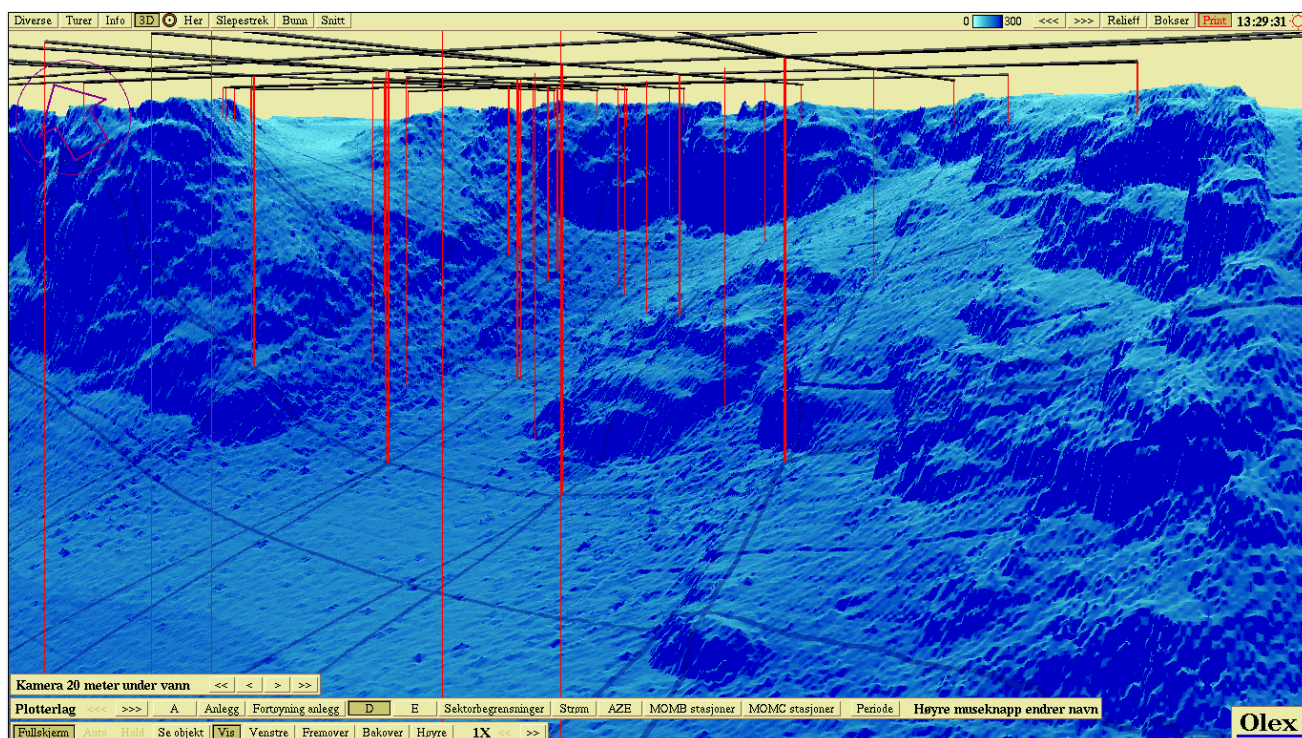 Diverse Turer Info 3D Her Slepestrek Bunn Snitt 0 300 <<< >>> Relieff Bokser Print 13:29:31
Kamera 20 meter under vann << < > >>
Plotterlag <<< >>> A Anlegg Fortøyning anlegg D E Sektorbegrensninger Strøm AZE MOMB stasjoner MOMC stasjoner Periode Høyre museknapp endrer navn
Fullskjerm Auto Hold Se objekt Vis Venstre Fremover Bakover Høyre 1X << >>
Olex